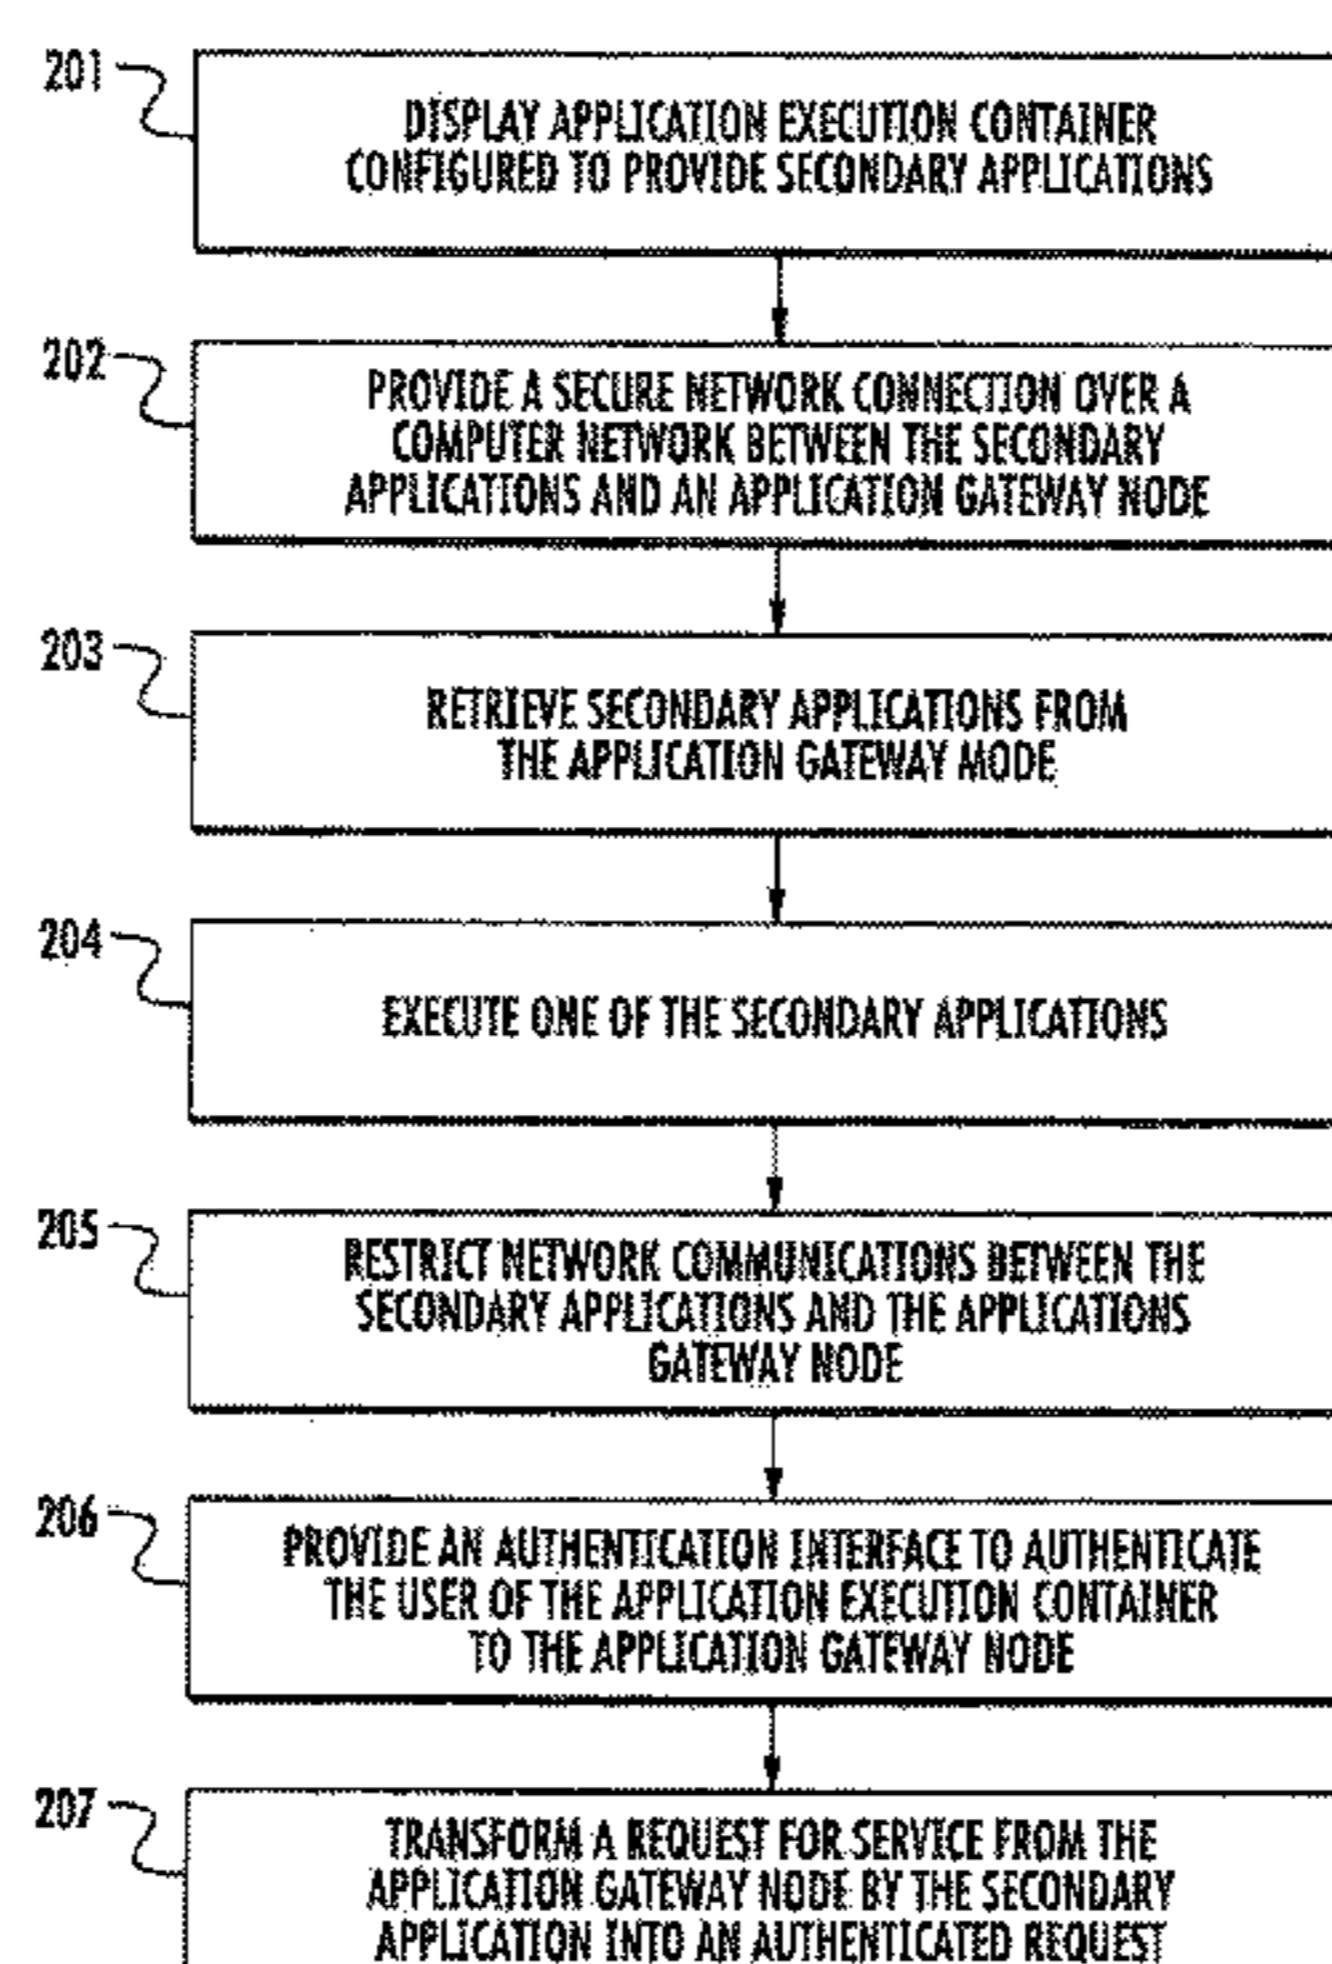 201
DISPLAY APPLICATION EXECUTION CONTAINER
CONFIGURED TO PROVIDE SECONDARY APPLICATIONS
202
PROVIDE A SECURE NETWORK CONNECTION OVER A
COMPUTER NETWORK BETWEEN THE SECONDARY
APPLICATIONS AND AN APPLICATION GATEWAY NODE
203
RETRIEVE SECONDARY APPLICATIONS FROM
THE APPLICATION GATEWAY MODE
204
EXECUTE ONE OF THE SECONDARY APPLICATIONS
205
RESTRICT NETWORK COMMUNICATIONS BETWEEN THE
SECONDARY APPLICATIONS AND THE APPLICATIONS
GATEWAY NODE
206
PROVIDE AN AUTHENTICATION INTERFACE TO AUTHENTICATE
THE USER OF THE APPLICATION EXECUTION CONTAINER
TO THE APPLICATION GATEWAY NODE
207
TRANSFORM A REQUEST FOR SERVICE FROM THE
APPLICATION GATEWAY NODE BY THE SECONDARY
APPLICATION INTO AN AUTHENTICATED REQUEST